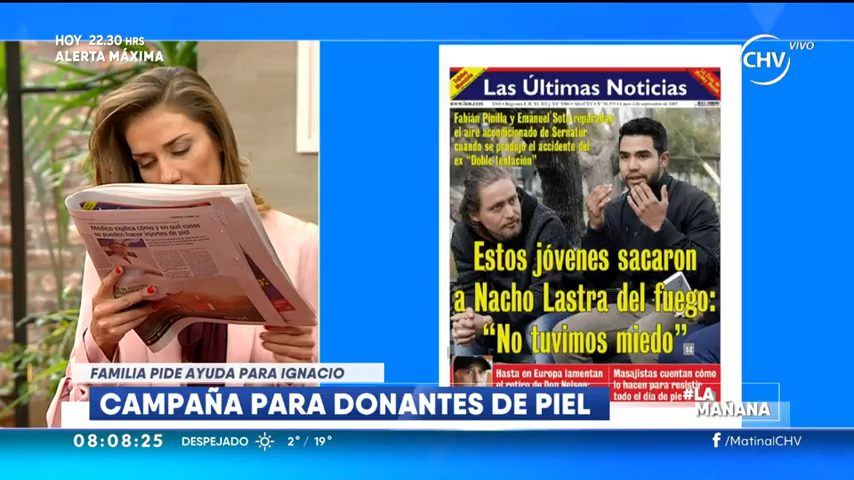 HOY 22.30 HRS
ALERTA MÁXIMA
CHV VIVO
Las Últimas Noticias
Fabián Pinilla y Emanuel Soto reparaban
el aire acondicionado de Sernatur
cuando se produjo el accidente del
ex "Doble tentación"
Estos jóvenes sacaron
a Nacho Lastra del fuego:
"No tuvimos miedo"
44
Hasta en Europa lamentan
el retiro de Don Nelson:
Masajistas cuentan cómo
lo hacen para resistir
todo el día de pie
Médico explica cómo y en qué casos
se pueden hacer injertos de piel
FAMILIA PIDE AYUDA PARA IGNACIO
CAMPAÑA PARA DONANTES DE PIEL
#LA
MAÑANA
08:08:25 DESPEJADO 2° / 19° f/MatinalCHV